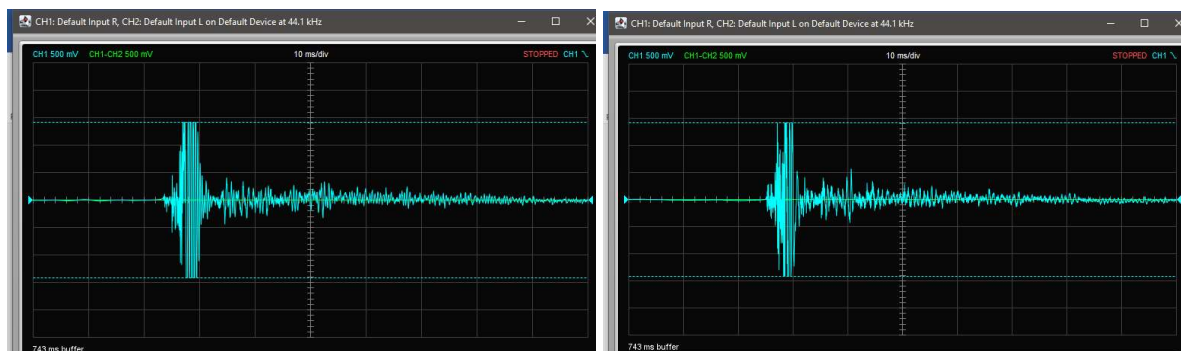 CH1: Default Input R, CH2: Default Input L on Default Device at 44.1 kHz
CH1 500 mV CH1-CH2 500 mV 10 ms/div STOPPED CH1
743 ms buffer
CH1: Default Input R, CH2: Default Input L on Default Device at 44.1 kHz
CH1 500 mV CH1-CH2 500 mV 10 ms/div STOPPED CH1
743 ms buffer